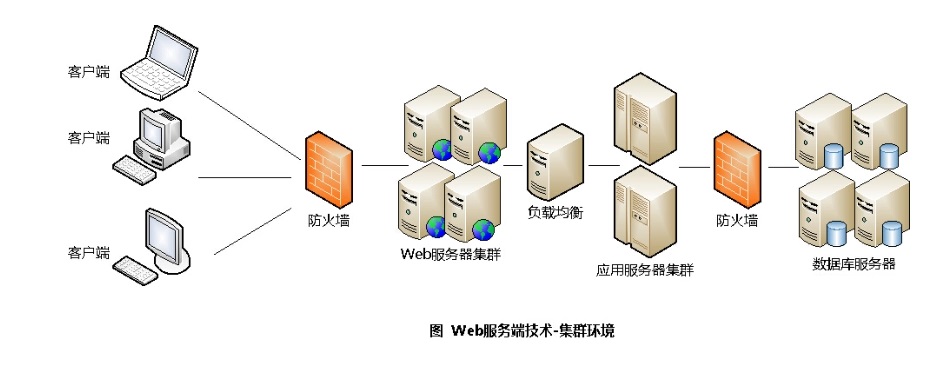 客户端
客户端
客户端
防火墙
Web服务器集群
负载均衡
应用服务器集群
防火墙
数据库服务器
图 Web服务端技术-集群环境